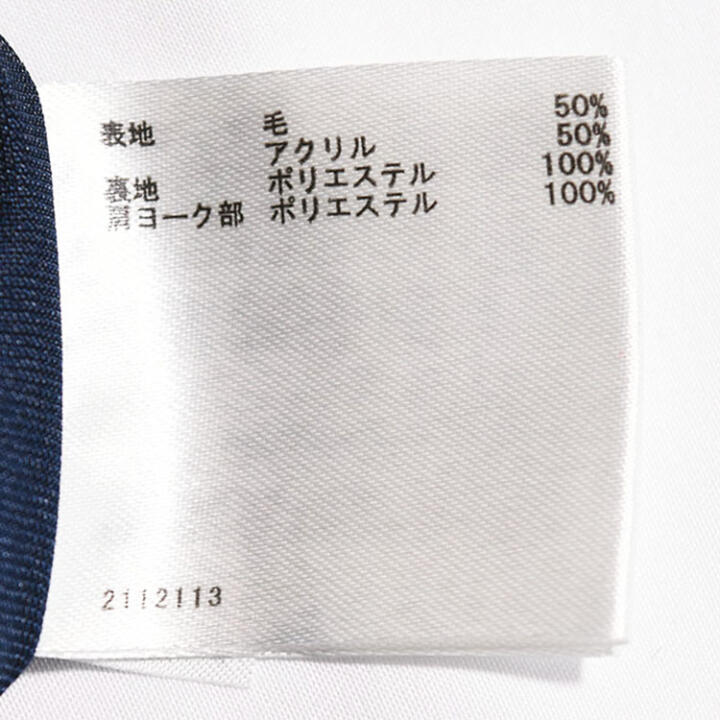 表地 毛 50%
アクリル 50%
裏地 ポリエステル 100%
肩ヨーク部 ポリエステル 100%
2112113